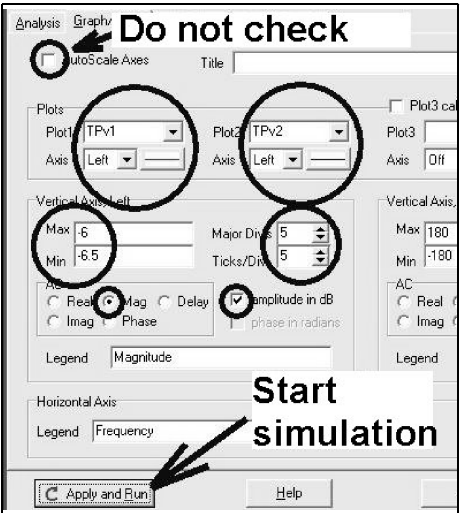 Analysis Graph
Do not check
AutoScale Axes Title
Plots Plot3 cal
Plot1 TPv1 Plot2 TPv2 Plot3
Axis Left Axis Left Axis Off
Vertical Axis, Left Vertical Axis,
Max -6 Major Divs 5 Max 180
Min -6.5 Ticks/Div 5 Min -180
AC AC
Real Mag Delay amplitude in dB Real
Imag Phase phase in radians Imag
Legend Magnitude Legend
Horizontal Axis
Start
Legend Frequency
simulation
Apply and Run Help